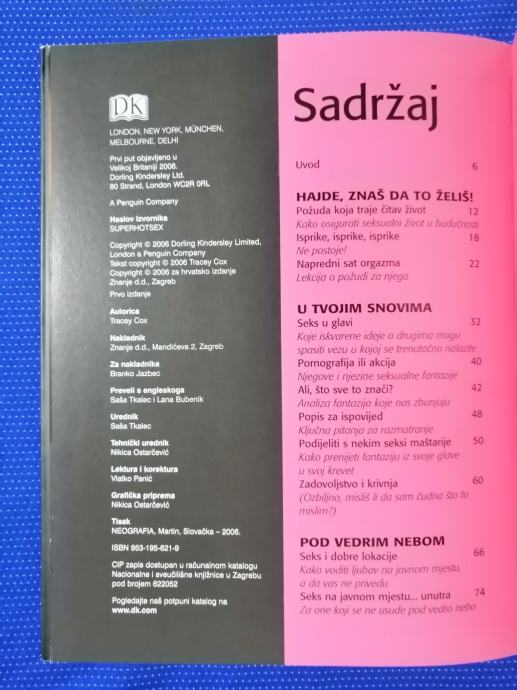 DK
LONDON, NEW YORK, MÜNCHEN,
MELBOURNE, DELHI
Prvi put objavljeno u
Velikoj Britaniji 2006.
Dorling Kindersley Ltd.
80 Strand, London WC2R 0RL
A Penguin Company
Naslov izvornika
SUPERHOTSEX
Copyright © 2006 Dorling Kindersley Limited,
London a Penguin Company
Tekst copyright © 2006 Tracey Cox
Copyright © 2006 za hrvatsko izdanje
Znanje d.d., Zagreb
Prvo izdanje
Autorica
Tracey Cox
Nakladnik
Znanje d.d., Mandićeva 2, Zagreb
Za nakladnika
Branko Jazbec
Preveli s engleskoga
Saša Tkalec i Lana Bubenik
Urednik
Saša Tkalec
Tehnički urednik
Nikica Ostarčević
Lektura i korektura
Vlatko Panić
Grafička priprema
Nikica Ostarčević
Tisak
NEOGRAFIA, Martin, Slovačka – 2006.
ISBN 953-195-621-9
CIP zapis dostupan u računalnom katalogu
Nacionalne i sveučilišne knjižnice u Zagrebu
pod brojem 622052
Pogledajte naš potpuni katalog na
www.dk.com
Sadržaj
Uvod 6
HAJDE, ZNAŠ DA TO ŽELIŠ!
Požuda koja traje čitav život 12
Kako osigurati seksualni život u budućnosti
Isprike, isprike, isprike 18
Ne postoje!
Napredni sat orgazma 22
Lekcija o požudi za njega
U TVOJIM SNOVIMA
Seks u glavi 32
Koje iskvarene ideje o drugima mogu
spasiti vezu u kojoj se trenutačno nalazite
Pornografija ili akcija 40
Njegove i njezine seksualne fantazije
Ali, što sve to znači? 42
Analiza fantazija koje nas zbunjuju
Popis za ispovijed 48
Ključna pitanja za razmatranje
Podijeliti s nekim seksi maštarije 50
Kako prenijeti fantaziju iz svoje glave
u svoj krevet
Zadovoljstvo i krivnja 60
(Ozbiljno, misliš li da sam čudna što to
mislim?)
POD VEDRIM NEBOM
Seks i dobre lokacije 66
Kako voditi ljubav na javnom mjestu,
a da vas ne privedu
Seks na javnom mjestu... unutra 74
Za one koji se ne usude pod vedro nebo